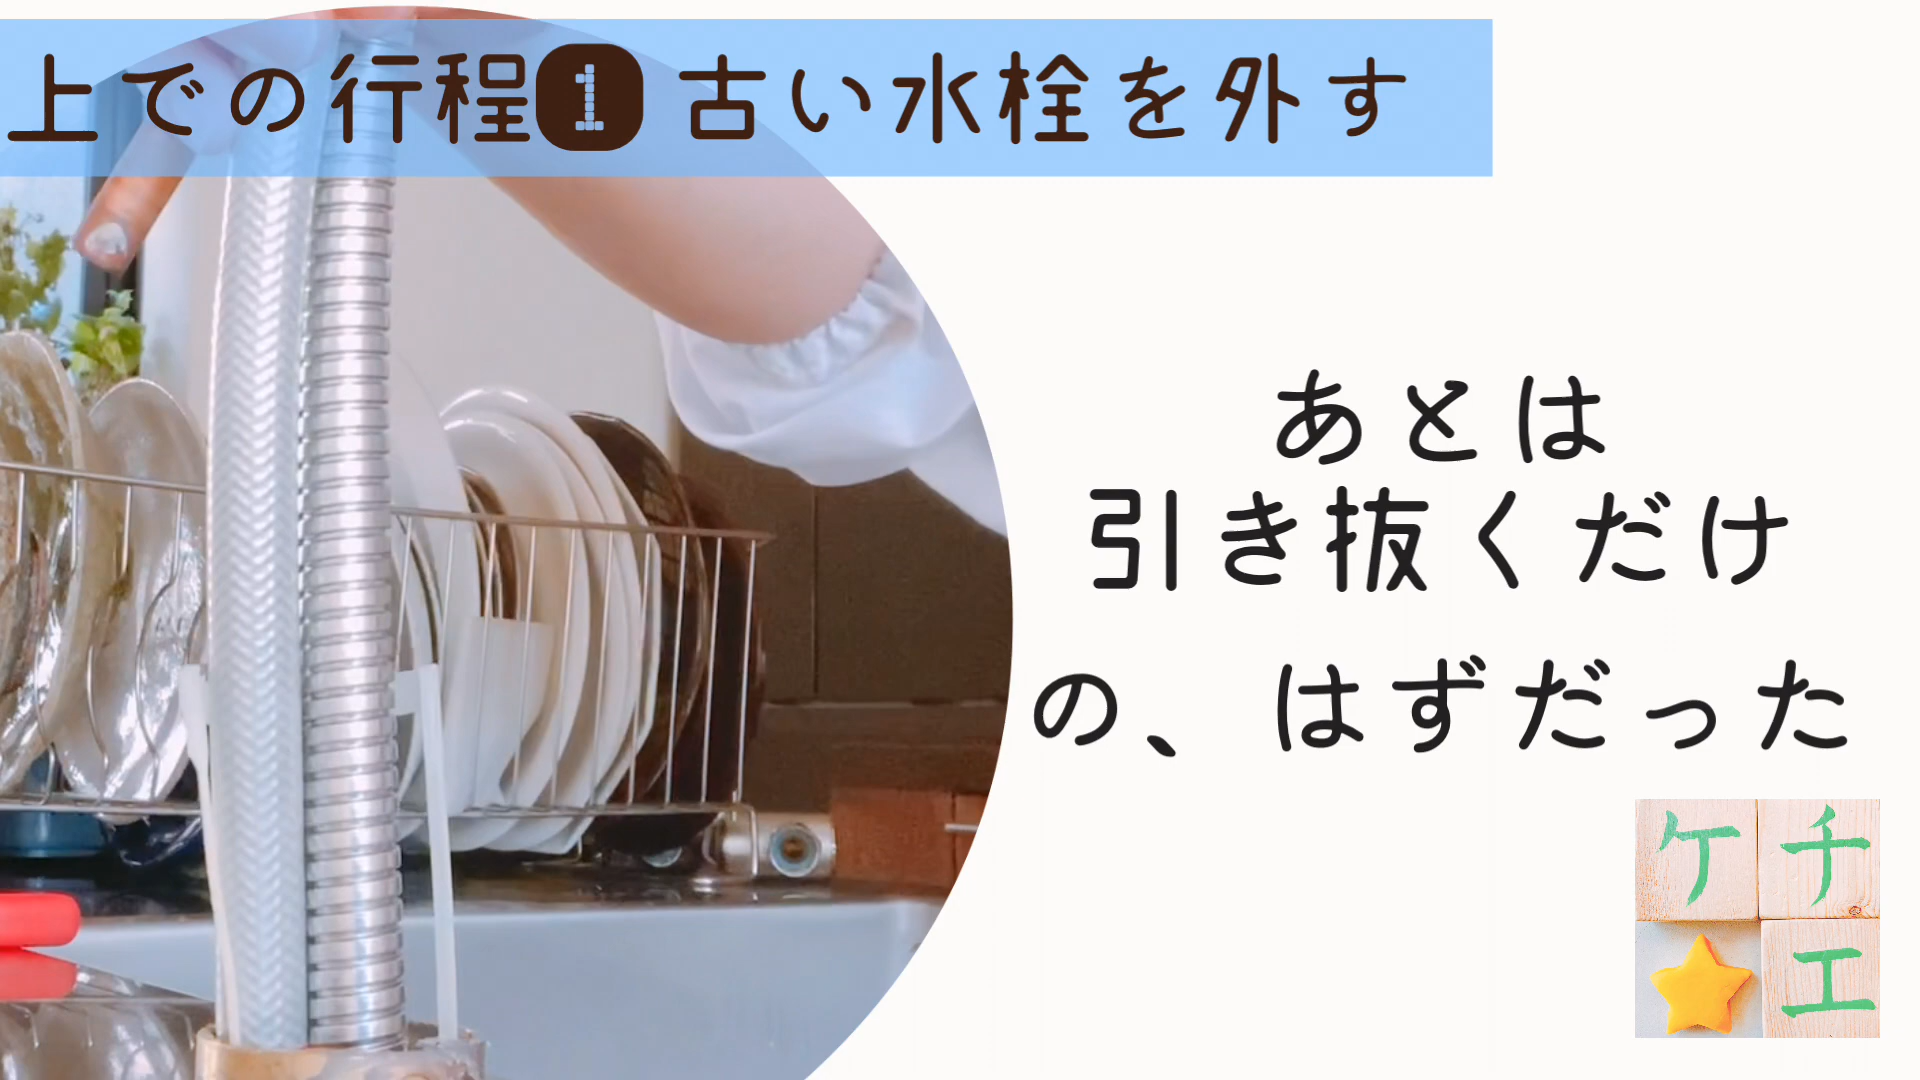 上での行程❶ 古い水栓を外す
あとは
引き抜くだけ
の、はずだった
ケチ
エ